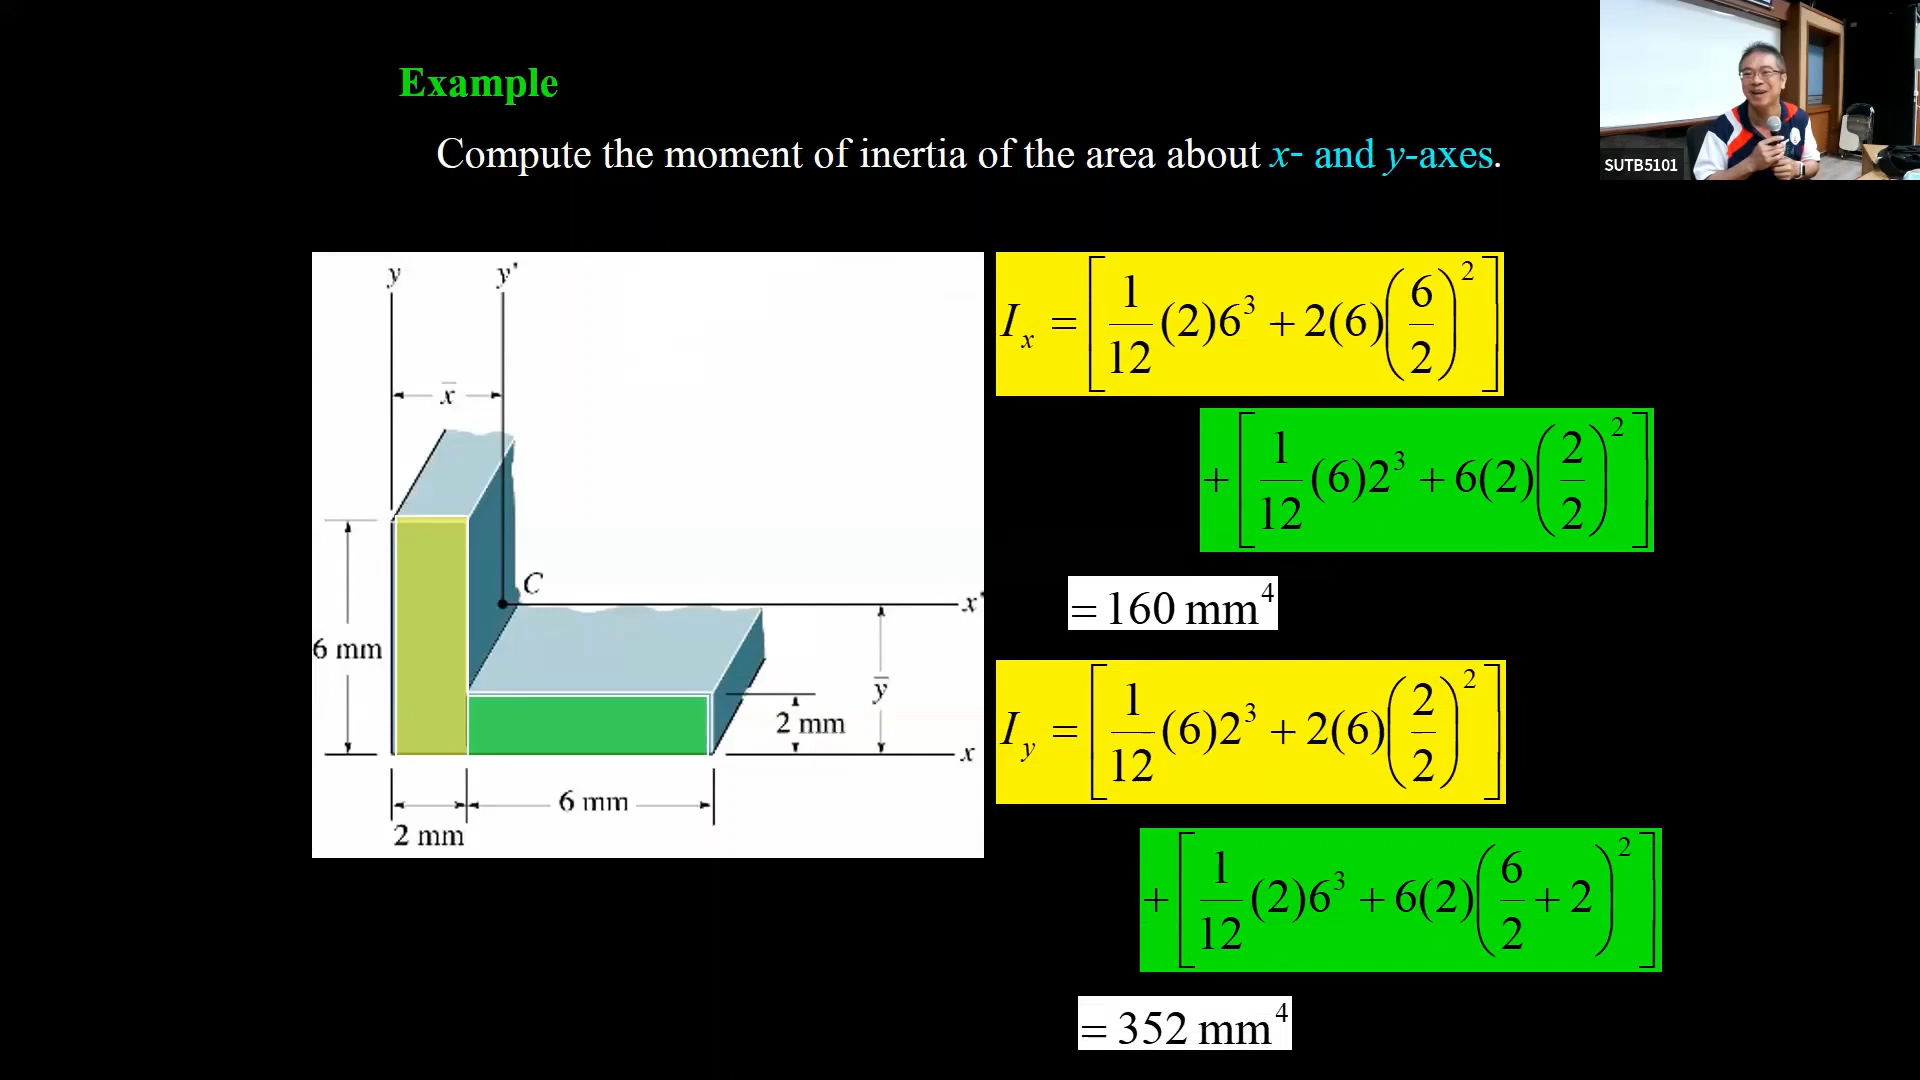 Example
Compute the moment of inertia of the area about x- and y-axes.
SUTB5101
y y'
x̅
C
x'
6 mm
y̅
2 mm
x
6 mm
2 mm
I_x = [ 1/12 (2)6³ + 2(6)(6/2)² ]
+ [ 1/12 (6)2³ + 6(2)(2/2)² ]
= 160 mm⁴
I_y = [ 1/12 (6)2³ + 2(6)(2/2)² ]
+ [ 1/12 (2)6³ + 6(2)(6/2 + 2)² ]
= 352 mm⁴